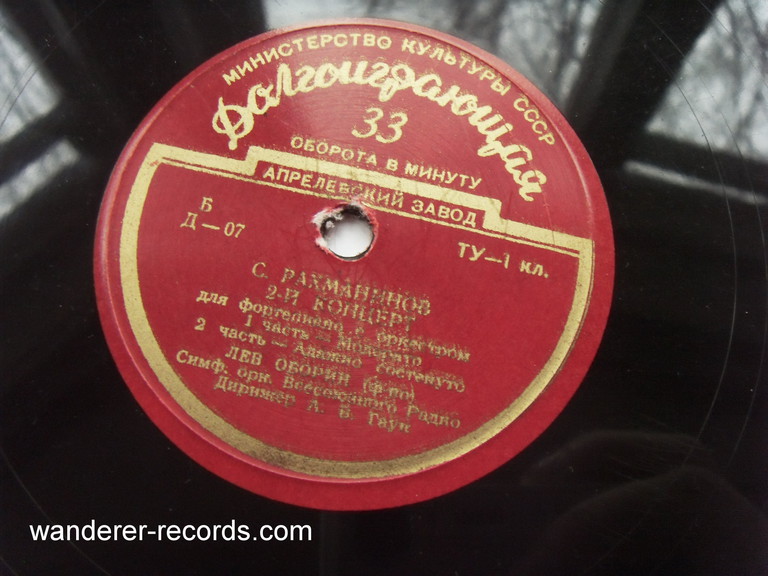 МИНИСТЕРСТВО КУЛЬТУРЫ СССР
Долгоиграющая
33
ОБОРОТА В МИНУТУ
АПРЕЛЕВСКИЙ ЗАВОД
Б
Д—07
ТУ—1 кл.
С. РАХМАНИНОВ
2-Й КОНЦЕРТ
для фортепиано с оркестром
1 часть — Модерато
2 часть — Адажио состенуто
ЛЕВ ОБОРИН (ф-по)
Симф. орк. Всесоюзного Радио
Дирижер А. В. Гаук
wanderer-records.com